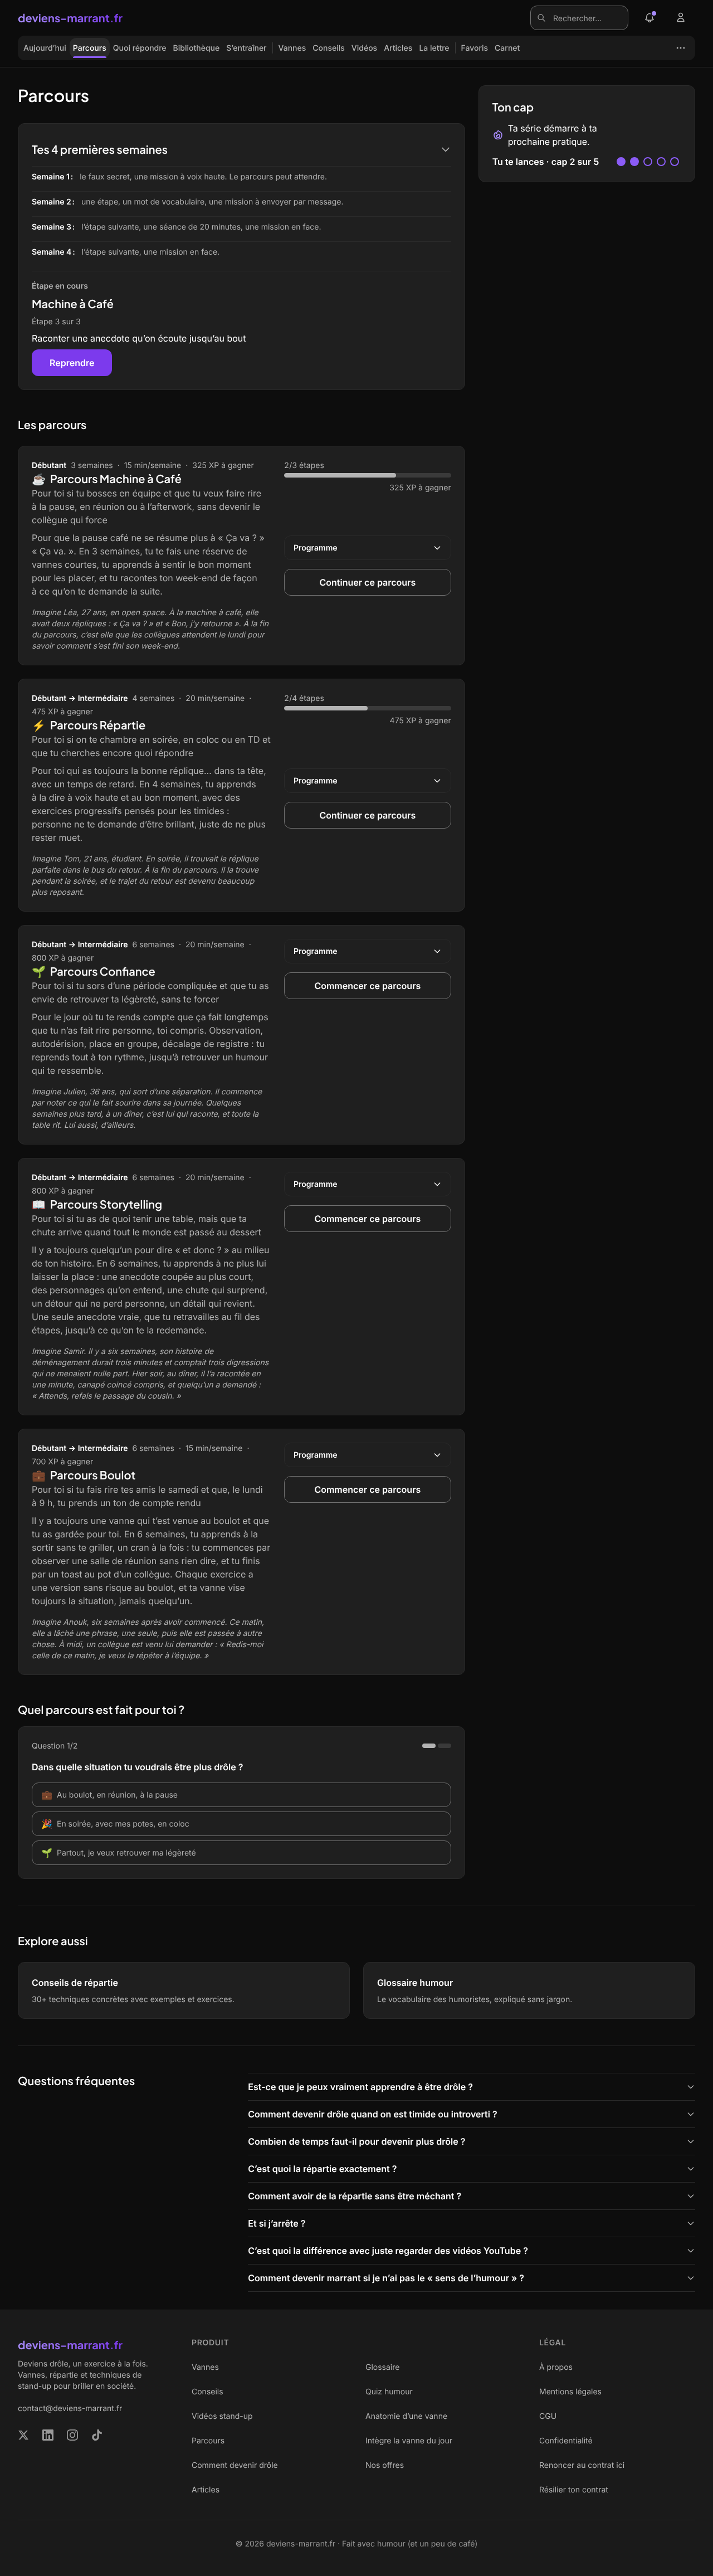 deviens-marrant.fr
Rechercher...
Aujourd'hui Parcours Quoi répondre Bibliothèque S'entraîner Vannes Conseils Vidéos Articles La lettre Favoris Carnet
Parcours
Tes 4 premières semaines
Semaine 1 : le faux secret, une mission à voix haute. Le parcours peut attendre.
Semaine 2 : une étape, un mot de vocabulaire, une mission à envoyer par message.
Semaine 3 : l'étape suivante, une séance de 20 minutes, une mission en face.
Semaine 4 : l'étape suivante, une mission en face.
Étape en cours
Machine à Café
Étape 3 sur 3
Raconter une anecdote qu'on écoute jusqu'au bout
Reprendre
Ton cap
Ta série démarre à ta
prochaine pratique.
Tu te lances · cap 2 sur 5
Les parcours
Débutant 3 semaines · 15 min/semaine · 325 XP à gagner
☕ Parcours Machine à Café
Pour toi si tu bosses en équipe et que tu veux faire rire
à la pause, en réunion ou à l'afterwork, sans devenir le
collègue qui force
Pour que la pause café ne se résume plus à « Ça va ? »
« Ça va. ». En 3 semaines, tu te fais une réserve de
vannes courtes, tu apprends à sentir le bon moment
pour les placer, et tu racontes ton week-end de façon
à ce qu'on te demande la suite.
Imagine Léa, 27 ans, en open space. À la machine à café, elle
avait deux répliques : « Ça va ? » et « Bon, j'y retourne ». À la fin
du parcours, c'est elle que les collègues attendent le lundi pour
savoir comment s'est fini son week-end.
2/3 étapes
325 XP à gagner
Programme
Continuer ce parcours
Débutant → Intermédiaire 4 semaines · 20 min/semaine ·
475 XP à gagner
⚡ Parcours Répartie
Pour toi si on te chambre en soirée, en coloc ou en TD et
que tu cherches encore quoi répondre
Pour toi qui as toujours la bonne réplique… dans ta tête,
avec un temps de retard. En 4 semaines, tu apprends
à la dire à voix haute et au bon moment, avec des
exercices progressifs pensés pour les timides :
personne ne te demande d'être brillant, juste de ne plus
rester muet.
Imagine Tom, 21 ans, étudiant. En soirée, il trouvait la réplique
parfaite dans le bus du retour. À la fin du parcours, il la trouve
pendant la soirée, et le trajet du retour est devenu beaucoup
plus reposant.
2/4 étapes
475 XP à gagner
Programme
Continuer ce parcours
Débutant → Intermédiaire 6 semaines · 20 min/semaine ·
800 XP à gagner
🌱 Parcours Confiance
Pour toi si tu sors d'une période compliquée et que tu as
envie de retrouver ta légèreté, sans te forcer
Pour le jour où tu te rends compte que ça fait longtemps
que tu n'as fait rire personne, toi compris. Observation,
autodérision, place en groupe, décalage de registre : tu
reprends tout à ton rythme, jusqu'à retrouver un humour
qui te ressemble.
Imagine Julien, 36 ans, qui sort d'une séparation. Il commence
par noter ce qui le fait sourire dans sa journée. Quelques
semaines plus tard, à un dîner, c'est lui qui raconte, et toute la
table rit. Lui aussi, d'ailleurs.
Programme
Commencer ce parcours
Débutant → Intermédiaire 6 semaines · 20 min/semaine ·
800 XP à gagner
📖 Parcours Storytelling
Pour toi si tu as de quoi tenir une table, mais que ta
chute arrive quand tout le monde est passé au dessert
Il y a toujours quelqu'un pour dire « et donc ? » au milieu
de ton histoire. En 6 semaines, tu apprends à ne plus lui
laisser la place : une anecdote coupée au plus court,
des personnages qu'on entend, une chute qui surprend,
un détour qui ne perd personne, un détail qui revient.
Une seule anecdote vraie, que tu retravailles au fil des
étapes, jusqu'à ce qu'on te la redemande.
Imagine Samir. Il y a six semaines, son histoire de
déménagement durait trois minutes et comptait trois digressions
qui ne menaient nulle part. Hier soir, au dîner, il l'a racontée en
une minute, canapé coincé compris, et quelqu'un a demandé :
« Attends, refais le passage du cousin. »
Programme
Commencer ce parcours
Débutant → Intermédiaire 6 semaines · 15 min/semaine ·
700 XP à gagner
💼 Parcours Boulot
Pour toi si tu fais rire tes amis le samedi et que, le lundi
à 9 h, tu prends un ton de compte rendu
Il y a toujours une vanne qui t'est venue au boulot et que
tu as gardée pour toi. En 6 semaines, tu apprends à la
sortir sans te griller, un cran à la fois : tu commences par
observer une salle de réunion sans rien dire, et tu finis
par un toast au pot d'un collègue. Chaque exercice a
une version sans risque au boulot, et ta vanne vise
toujours la situation, jamais quelqu'un.
Imagine Anouk, six semaines après avoir commencé. Ce matin,
elle a lâché une phrase, une seule, puis elle est passée à autre
chose. À midi, un collègue est venu lui demander : « Redis-moi
celle de ce matin, je veux la répéter à l'équipe. »
Programme
Commencer ce parcours
Quel parcours est fait pour toi ?
Question 1/2
Dans quelle situation tu voudrais être plus drôle ?
💼 Au boulot, en réunion, à la pause
🎉 En soirée, avec mes potes, en coloc
🌱 Partout, je veux retrouver ma légèreté
Explore aussi
Conseils de répartie
30+ techniques concrètes avec exemples et exercices.
Glossaire humour
Le vocabulaire des humoristes, expliqué sans jargon.
Questions fréquentes
Est-ce que je peux vraiment apprendre à être drôle ?
Comment devenir drôle quand on est timide ou introverti ?
Combien de temps faut-il pour devenir plus drôle ?
C'est quoi la répartie exactement ?
Comment avoir de la répartie sans être méchant ?
Et si j'arrête ?
C'est quoi la différence avec juste regarder des vidéos YouTube ?
Comment devenir marrant si je n'ai pas le « sens de l'humour » ?
deviens-marrant.fr
Deviens drôle, un exercice à la fois.
Vannes, répartie et techniques de
stand-up pour briller en société.
contact@deviens-marrant.fr
PRODUIT
Vannes
Conseils
Vidéos stand-up
Parcours
Comment devenir drôle
Articles
Glossaire
Quiz humour
Anatomie d'une vanne
Intègre la vanne du jour
Nos offres
LÉGAL
À propos
Mentions légales
CGU
Confidentialité
Renoncer au contrat ici
Résilier ton contrat
© 2026 deviens-marrant.fr · Fait avec humour (et un peu de café)